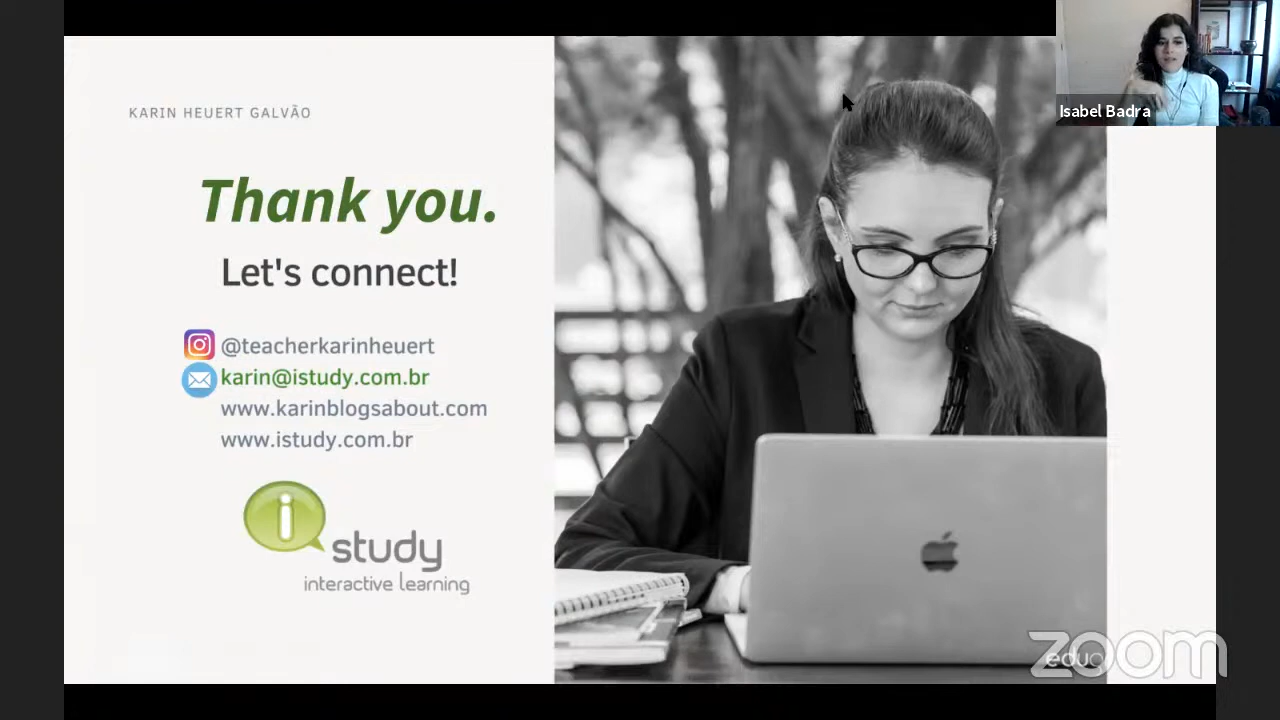 KARIN HEUERT GALVÃO
Thank you.
Let's connect!
@teacherkarinheuert
karin@istudy.com.br
www.karinblogsabout.com
www.istudy.com.br
i study
interactive learning
Isabel Badra
zoom